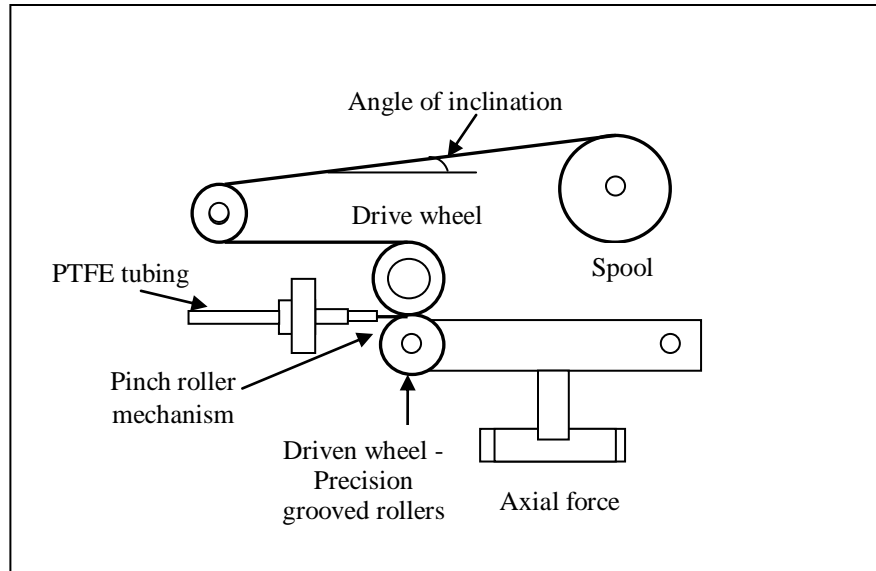 Angle of inclination
Drive wheel
Spool
PTFE tubing
Pinch roller
mechanism
Driven wheel -
Precision
grooved rollers
Axial force